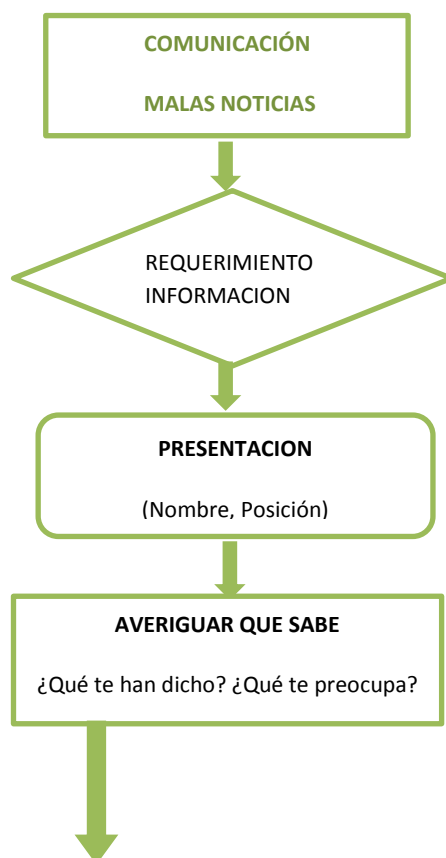 COMUNICACIÓN
MALAS NOTICIAS
REQUERIMIENTO
INFORMACION
PRESENTACION
(Nombre, Posición)
AVERIGUAR QUE SABE
¿Qué te han dicho? ¿Qué te preocupa?